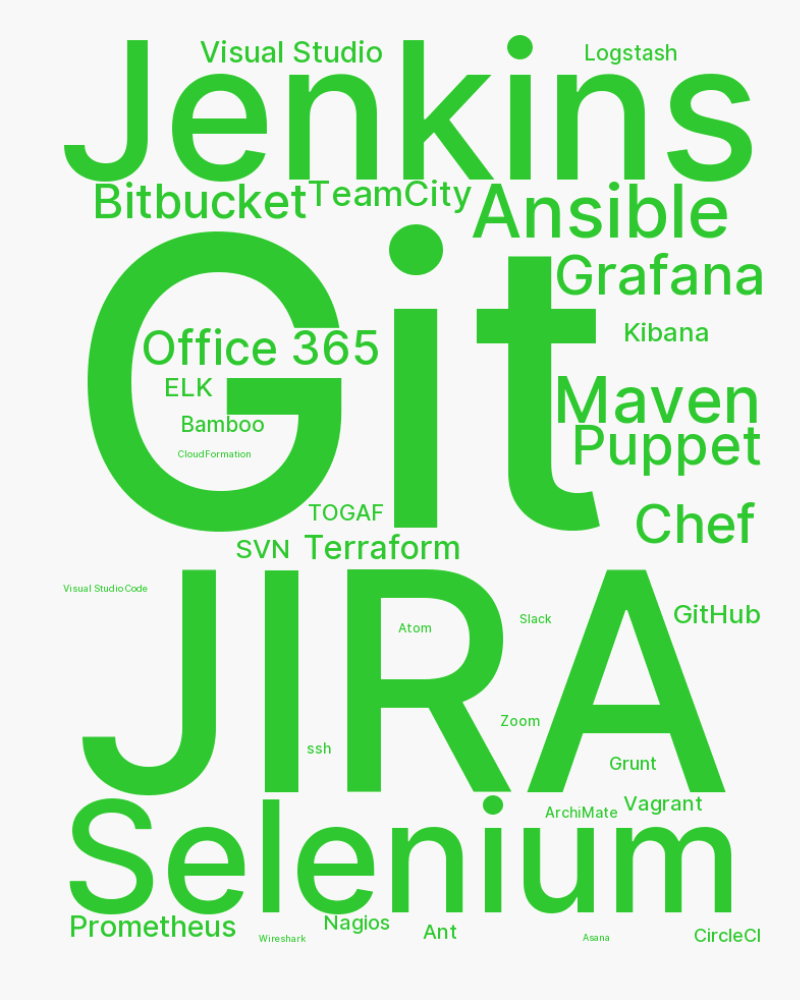 Jenkins
Visual Studio
Logstash
Bitbucket
TeamCity
Ansible
Git
Grafana
Office 365
Kibana
ELK
Maven
Bamboo
Puppet
CloudFormation
TOGAF
Chef
SVN
Terraform
JIRA
Visual Studio Code
Atom
Slack
GitHub
Zoom
ssh
Grunt
Selenium
ArchiMate
Vagrant
Prometheus
Wireshark
Nagios
Ant
Asana
CircleCI